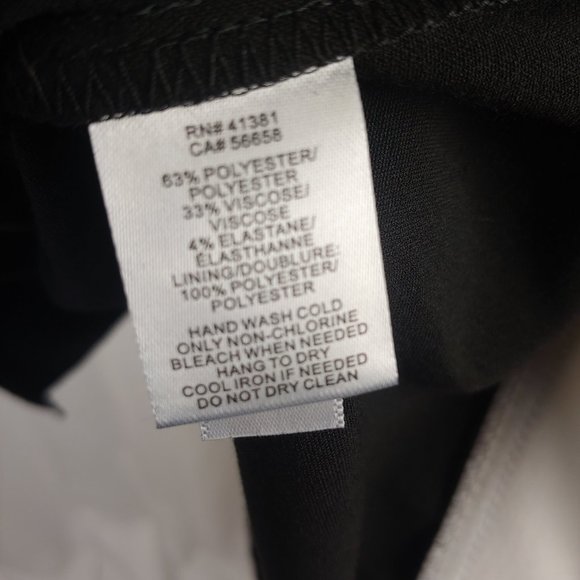 RN# 41381
CA# 56658
63% POLYESTER/
POLYESTER
33% VISCOSE/
VISCOSE
4% ELASTANE/
ELASTHANNE
LINING/DOUBLURE:
100% POLYESTER/
POLYESTER
HAND WASH COLD
ONLY NON-CHLORINE
BLEACH WHEN NEEDED
HANG TO DRY
COOL IRON IF NEEDED
DO NOT DRY CLEAN